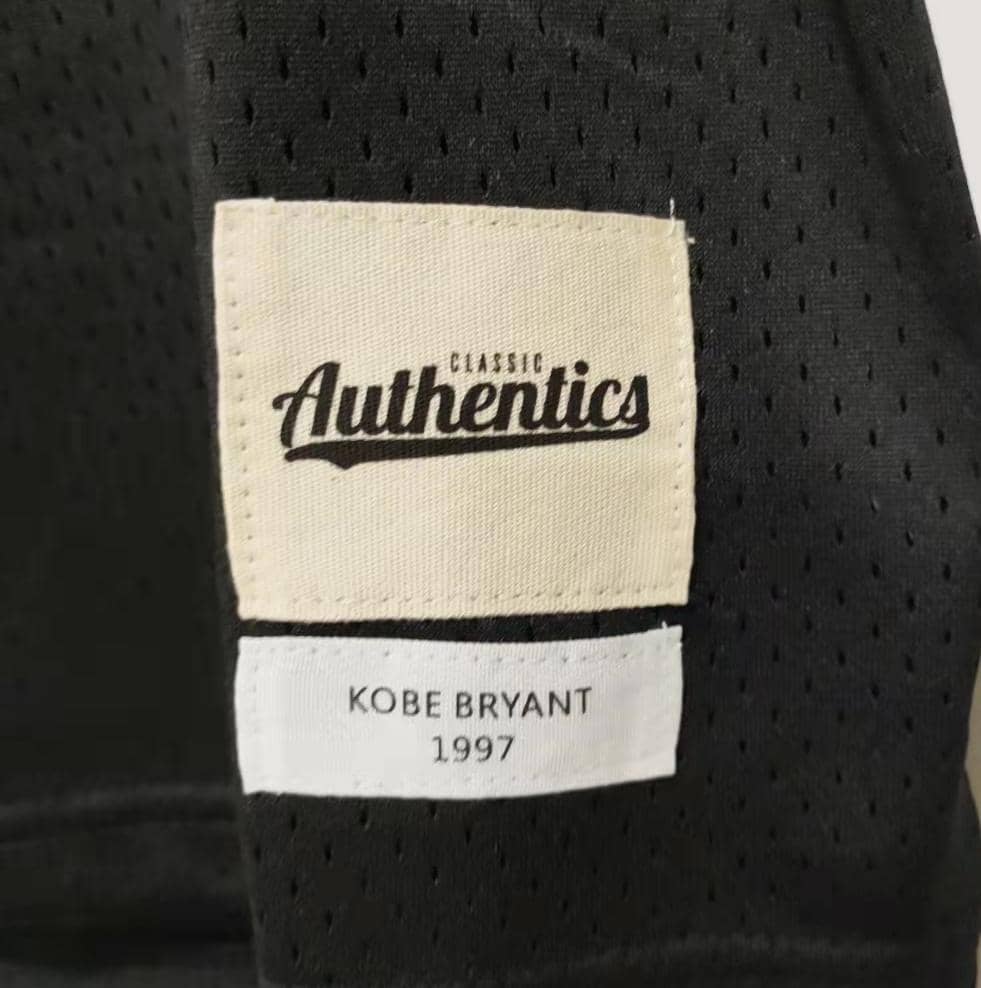 CLASSIC
Authentics
KOBE BRYANT
1997